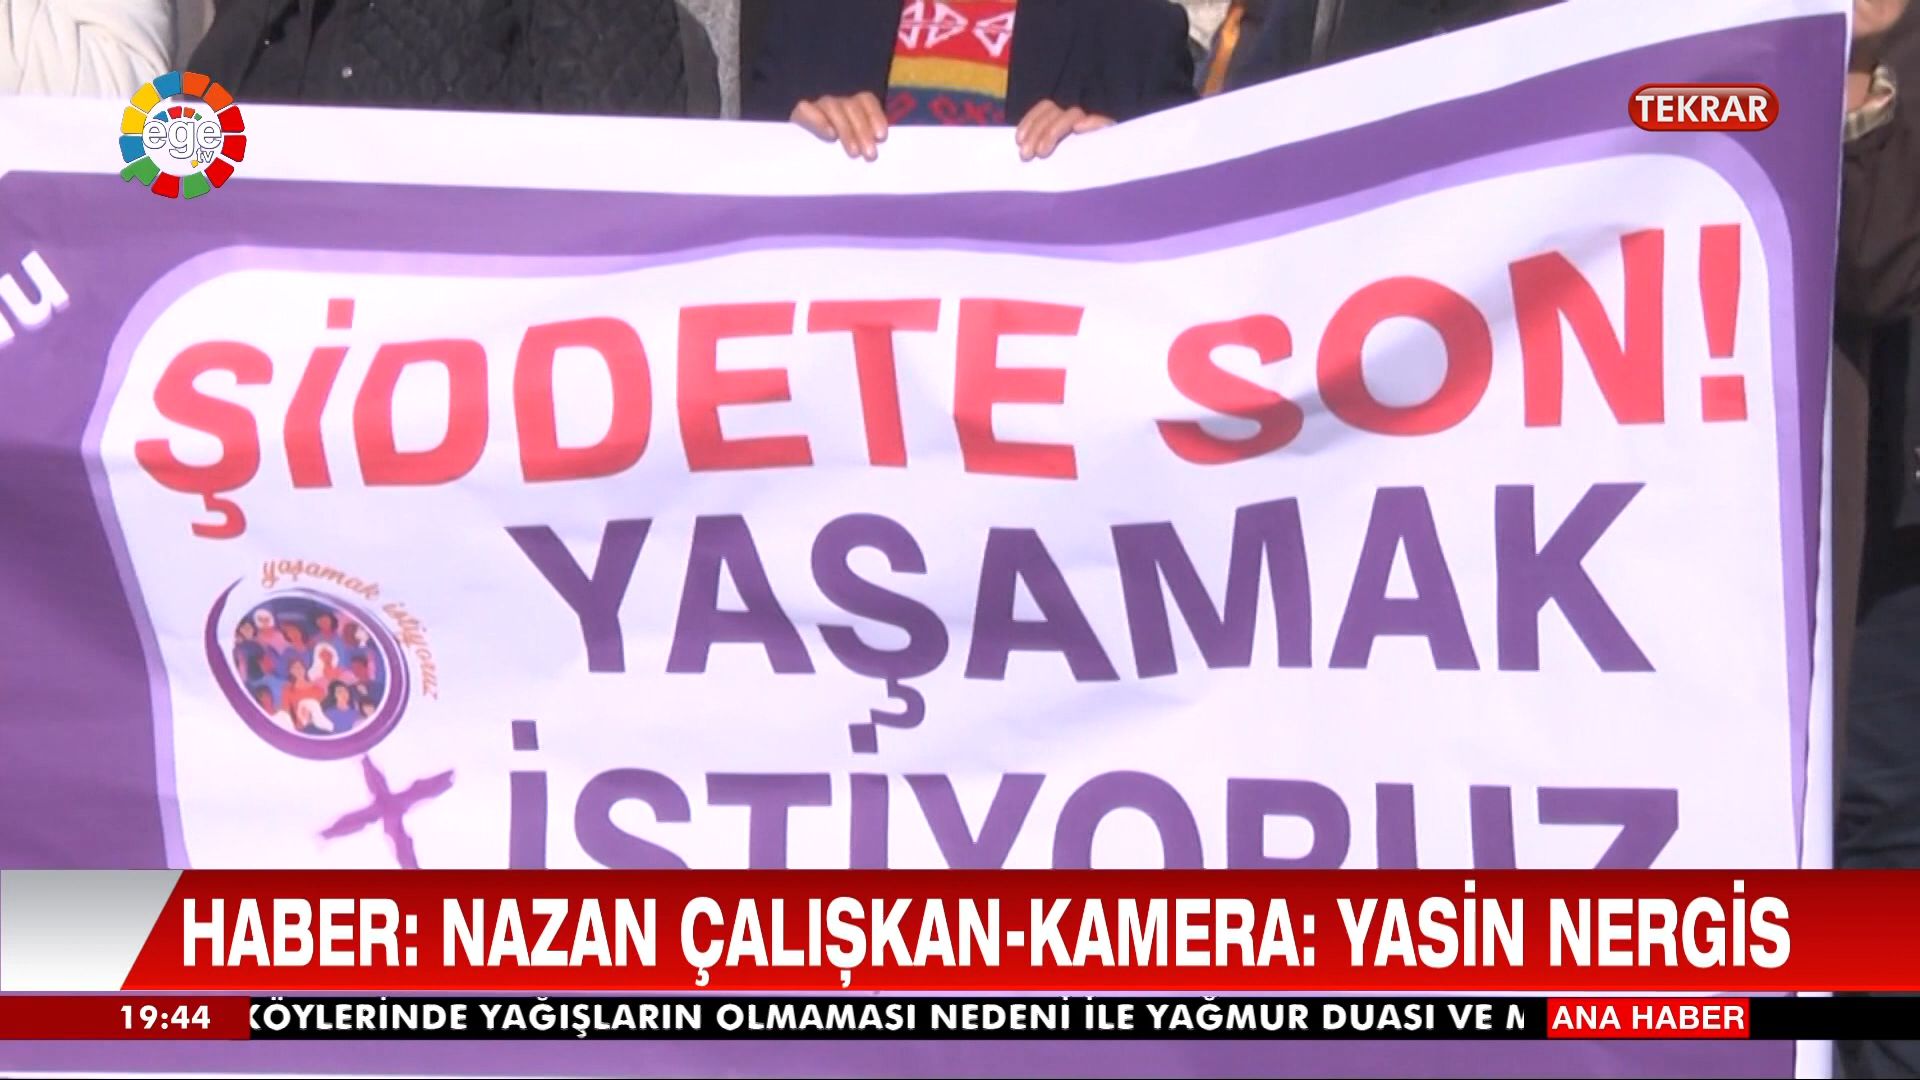 ege
tv
TEKRAR
ŞİDDETE SON!
YAŞAMAK
yaşamak istiyoruz
İSTİYORUZ
HABER: NAZAN ÇALIŞKAN-KAMERA: YASİN NERGİS
19:44
KÖYLERİNDE YAĞIŞLARIN OLMAMASI NEDENİ İLE YAĞMUR DUASI VE
ANA HABER